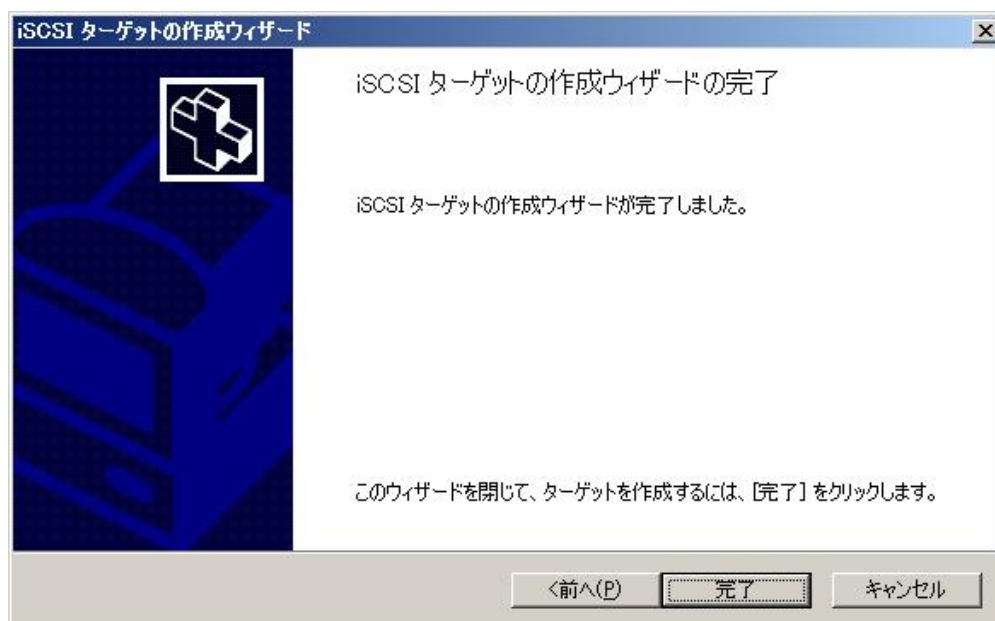 iSCSI ターゲットの作成ウィザード
iSCSI ターゲットの作成ウィザードの完了
iSCSI ターゲットの作成ウィザードが完了しました。
このウィザードを閉じて、ターゲットを作成するには、[完了] をクリックします。
<前へ(P)
完了
キャンセル